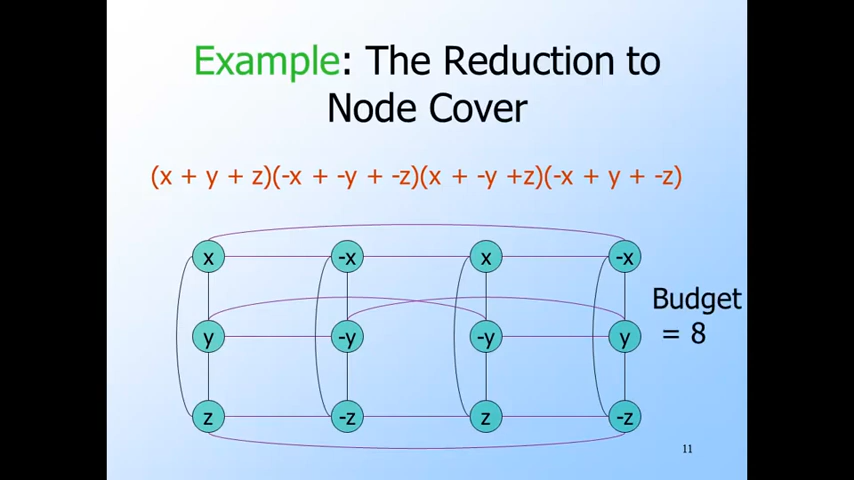 Example: The Reduction to
Node Cover
(x + y + z)(-x + -y + -z)(x + -y +z)(-x + y + -z)
x -x x -x
Budget
= 8
y -y -y y
z -z z -z
11